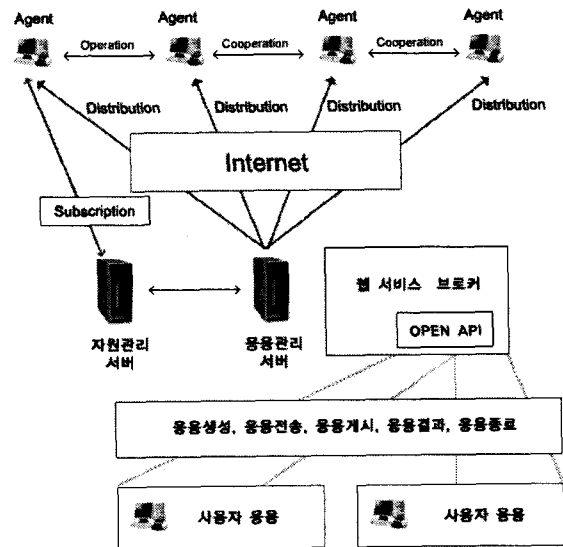 Agent Agent Agent Agent
Operation Cooperation Cooperation
Distribution Distribution Distribution Distribution
Internet
Subscription
웹 서비스 브로커
OPEN API
자원관리 서버
응용관리 서버
응용생성, 응용전송, 응용게시, 응용결과, 응용종료
사용자 응용 사용자 응용